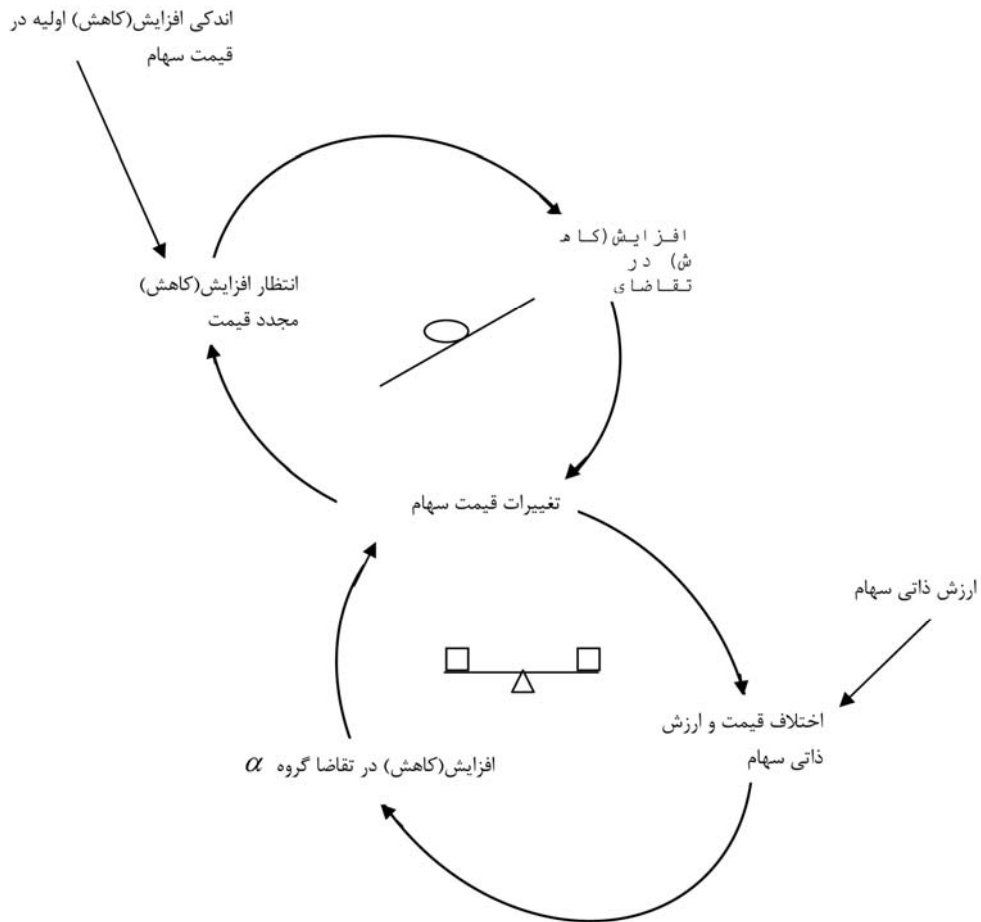 اندکی افزایش(کاهش) اولیه در
قیمت سهام
افزایش(کاه
ش) در
تقاضای
انتظار افزایش(کاهش)
مجدد قیمت
تغییرات قیمت سهام
ارزش ذاتی سهام
اختلاف قیمت و ارزش
ذاتی سهام
افزایش(کاهش) در تقاضا گروه α